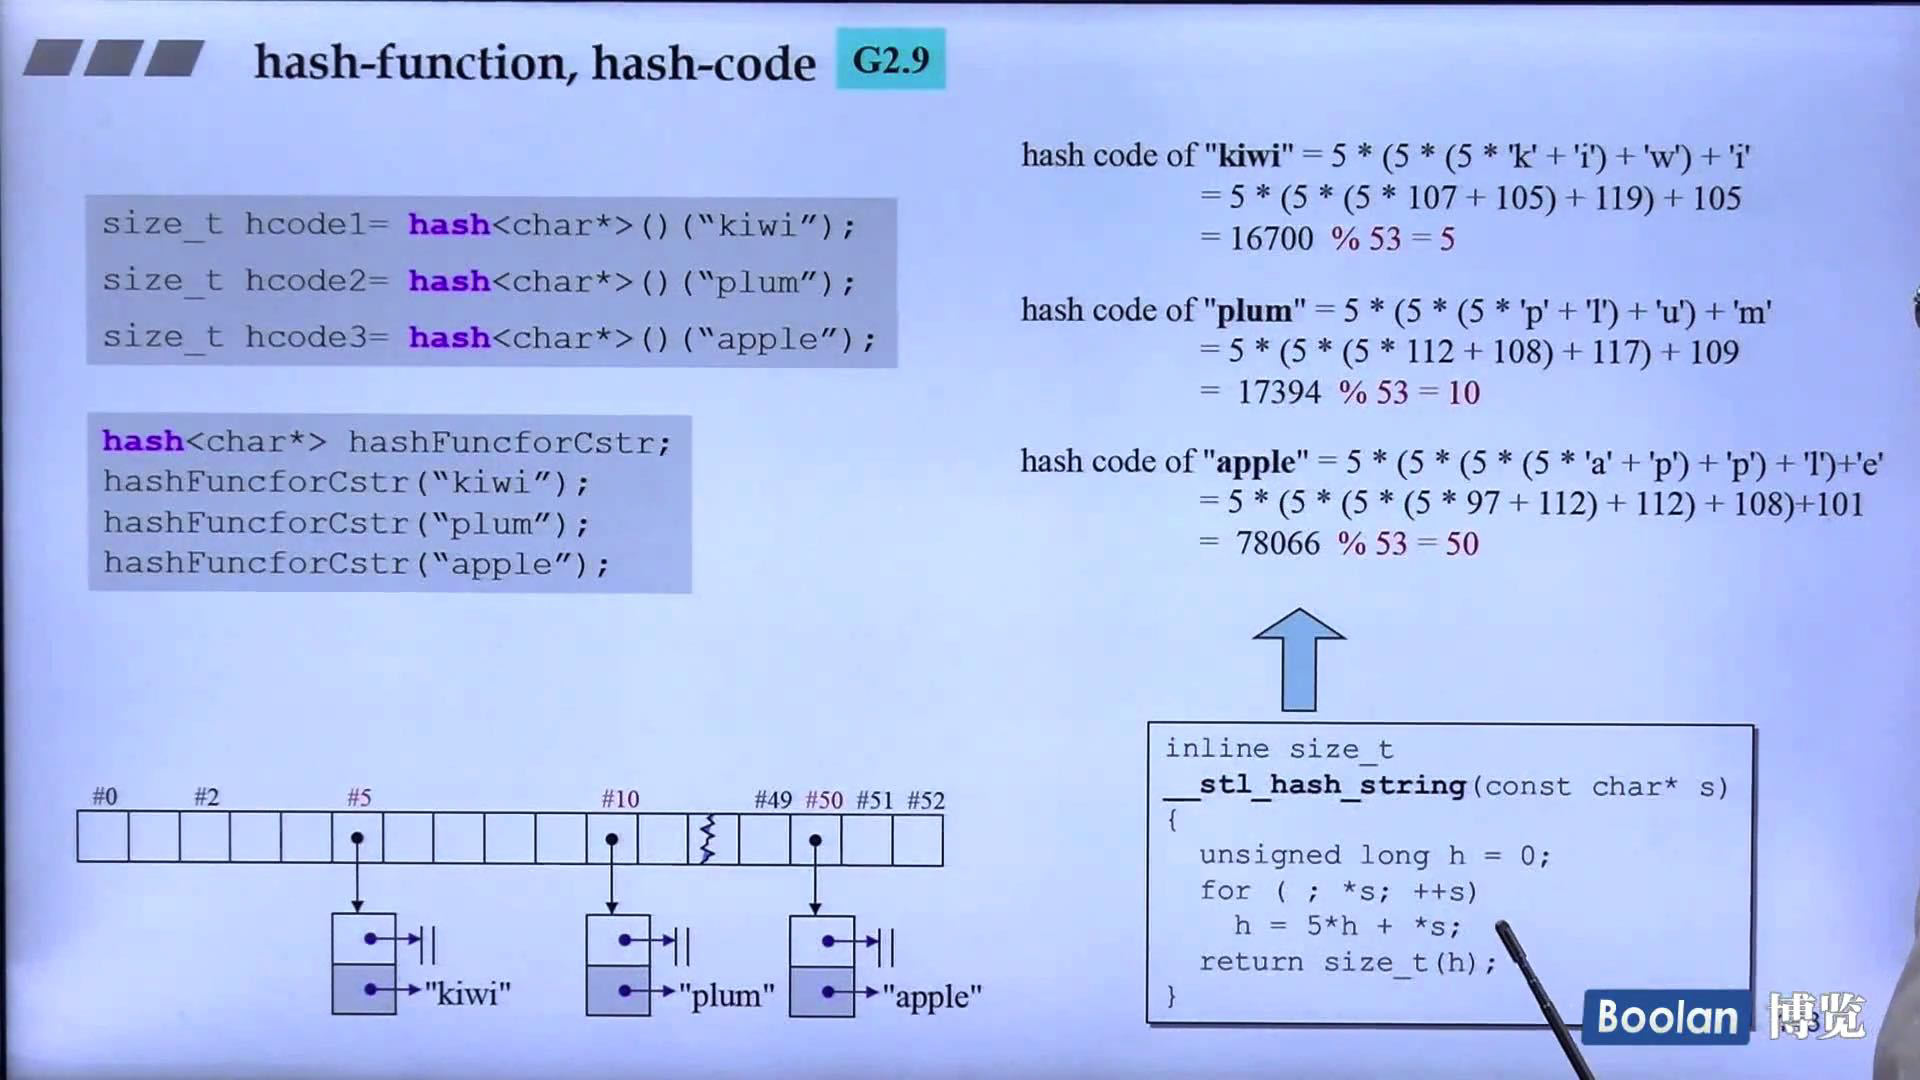 hash-function, hash-code G2.9
size_t hcode1= hash<char*>()(“kiwi”);
size_t hcode2= hash<char*>()(“plum”);
size_t hcode3= hash<char*>()(“apple”);
hash<char*> hashFuncforCstr;
hashFuncforCstr(“kiwi”);
hashFuncforCstr(“plum”);
hashFuncforCstr(“apple”);
hash code of "kiwi" = 5 * (5 * (5 * 'k' + 'i') + 'w') + 'i'
= 5 * (5 * (5 * 107 + 105) + 119) + 105
= 16700 % 53 = 5
hash code of "plum" = 5 * (5 * (5 * 'p' + 'l') + 'u') + 'm'
= 5 * (5 * (5 * 112 + 108) + 117) + 109
= 17394 % 53 = 10
hash code of "apple" = 5 * (5 * (5 * (5 * 'a' + 'p') + 'p') + 'l')+'e'
= 5 * (5 * (5 * (5 * 97 + 112) + 112) + 108)+101
= 78066 % 53 = 50
#0 #2 #5 #10 #49 #50 #51 #52
"kiwi" "plum" "apple"
inline size_t
__stl_hash_string(const char* s)
{
unsigned long h = 0;
for ( ; *s; ++s)
h = 5*h + *s;
return size_t(h);
}
Boolan 博览